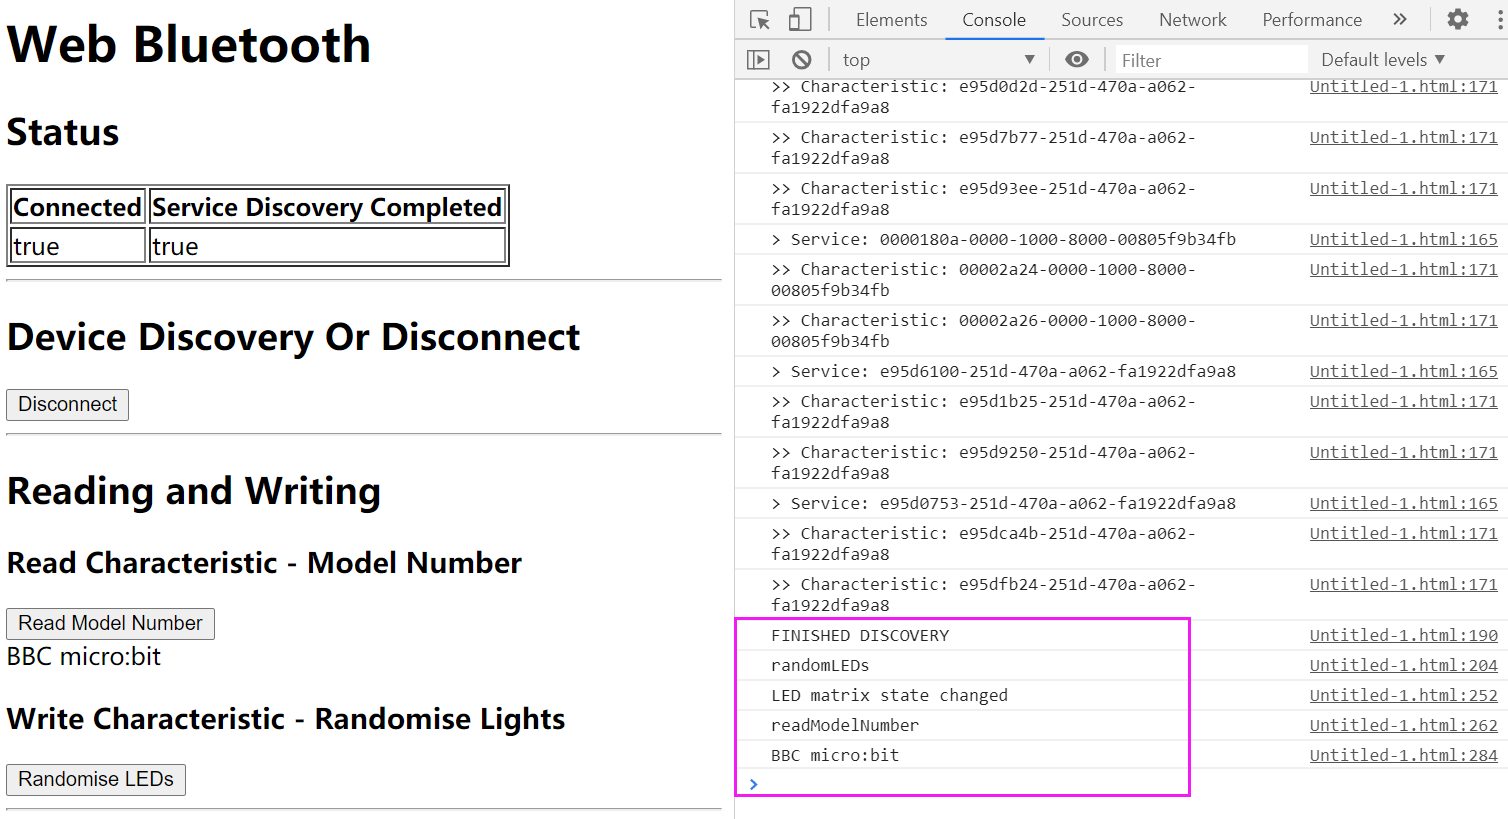 Web Bluetooth
Status
Connected Service Discovery Completed
true true
Device Discovery Or Disconnect
Disconnect
Reading and Writing
Read Characteristic - Model Number
Read Model Number
BBC micro:bit
Write Characteristic - Randomise Lights
Randomise LEDs
Elements Console Sources Network Performance »
top ▼ Filter Default levels ▼
>> Characteristic: e95d0d2d-251d-470a-a062- Untitled-1.html:171
fa1922dfa9a8
>> Characteristic: e95d7b77-251d-470a-a062- Untitled-1.html:171
fa1922dfa9a8
>> Characteristic: e95d93ee-251d-470a-a062- Untitled-1.html:171
fa1922dfa9a8
> Service: 0000180a-0000-1000-8000-00805f9b34fb Untitled-1.html:165
>> Characteristic: 00002a24-0000-1000-8000- Untitled-1.html:171
00805f9b34fb
>> Characteristic: 00002a26-0000-1000-8000- Untitled-1.html:171
00805f9b34fb
> Service: e95d6100-251d-470a-a062-fa1922dfa9a8 Untitled-1.html:165
>> Characteristic: e95d1b25-251d-470a-a062- Untitled-1.html:171
fa1922dfa9a8
>> Characteristic: e95d9250-251d-470a-a062- Untitled-1.html:171
fa1922dfa9a8
> Service: e95d0753-251d-470a-a062-fa1922dfa9a8 Untitled-1.html:165
>> Characteristic: e95dca4b-251d-470a-a062- Untitled-1.html:171
fa1922dfa9a8
>> Characteristic: e95dfb24-251d-470a-a062- Untitled-1.html:171
fa1922dfa9a8
FINISHED DISCOVERY Untitled-1.html:190
randomLEDs Untitled-1.html:204
LED matrix state changed Untitled-1.html:252
readModelNumber Untitled-1.html:262
BBC micro:bit Untitled-1.html:284
>